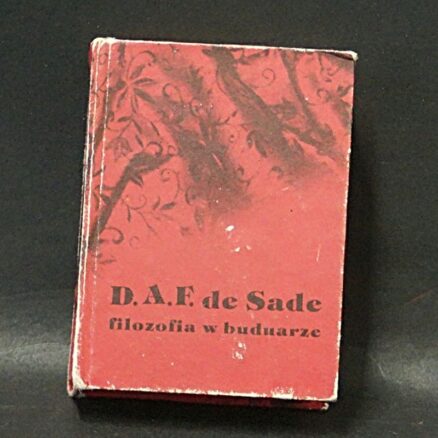 D. A. F. de Sade
filozofia w buduarze